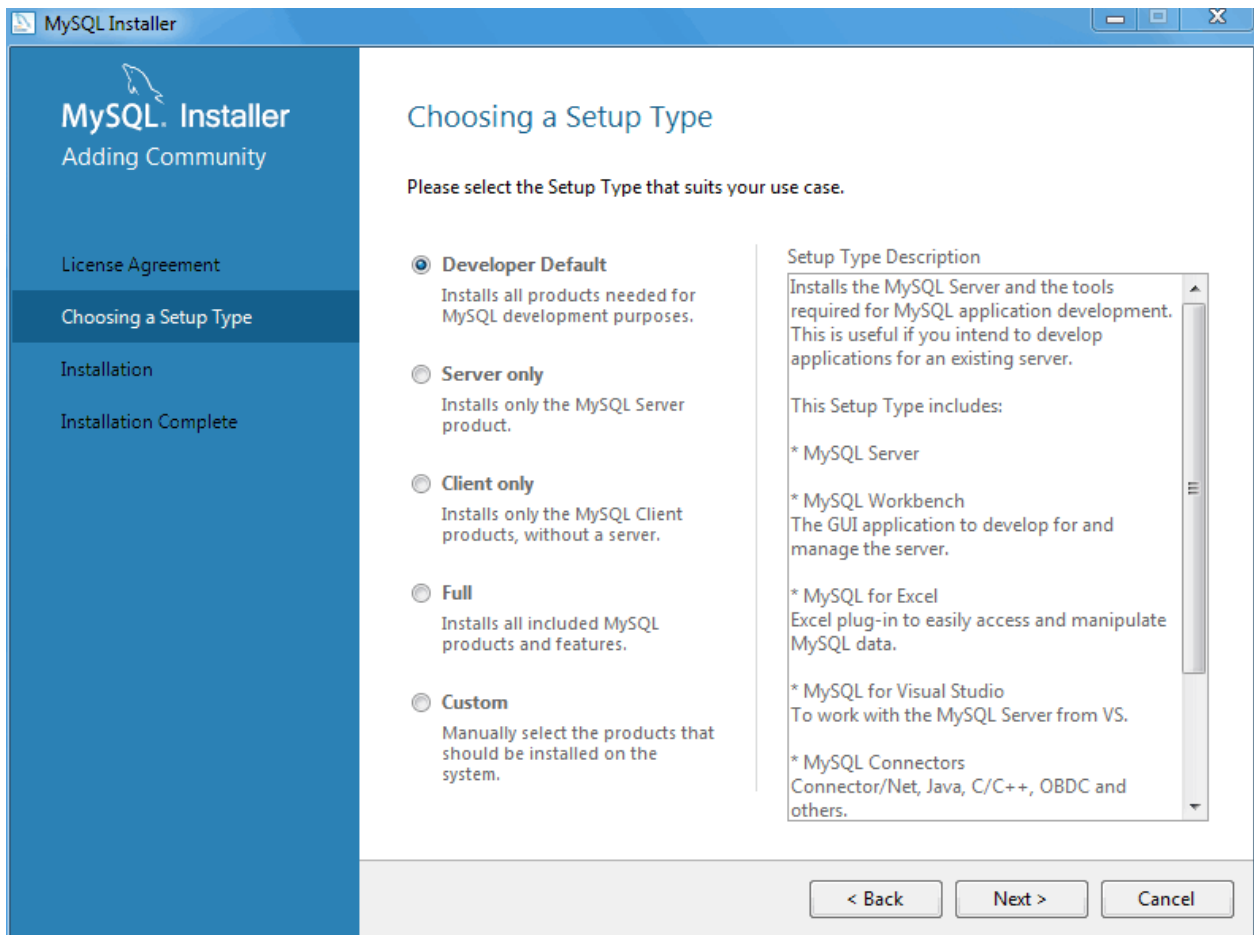 MySQL Installer
MySQL. Installer
Adding Community
License Agreement
Choosing a Setup Type
Installation
Installation Complete
Choosing a Setup Type
Please select the Setup Type that suits your use case.
Developer Default
Installs all products needed for
MySQL development purposes.
Server only
Installs only the MySQL Server
product.
Client only
Installs only the MySQL Client
products, without a server.
Full
Installs all included MySQL
products and features.
Custom
Manually select the products that
should be installed on the
system.
Setup Type Description
Installs the MySQL Server and the tools
required for MySQL application development.
This is useful if you intend to develop
applications for an existing server.
This Setup Type includes:
* MySQL Server
* MySQL Workbench
The GUI application to develop for and
manage the server.
* MySQL for Excel
Excel plug-in to easily access and manipulate
MySQL data.
* MySQL for Visual Studio
To work with the MySQL Server from VS.
* MySQL Connectors
Connector/Net, Java, C/C++, OBDC and
others.
< Back
Next >
Cancel